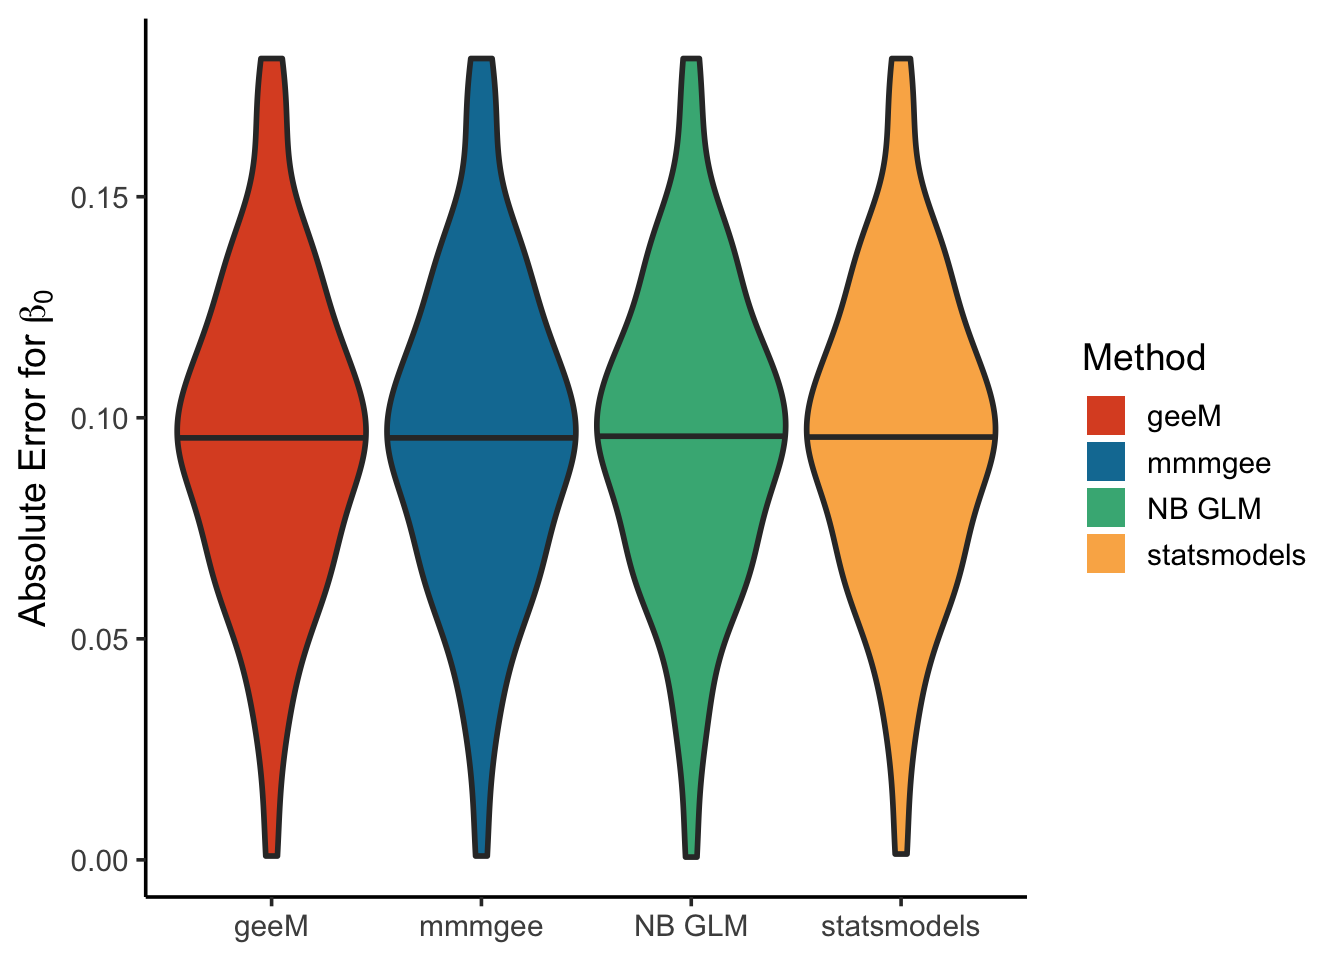 Absolute Error for β₀
0.15
0.10
0.05
0.00
geeM
mmmgee
NB GLM
statsmodels
Method
geeM
mmmgee
NB GLM
statsmodels